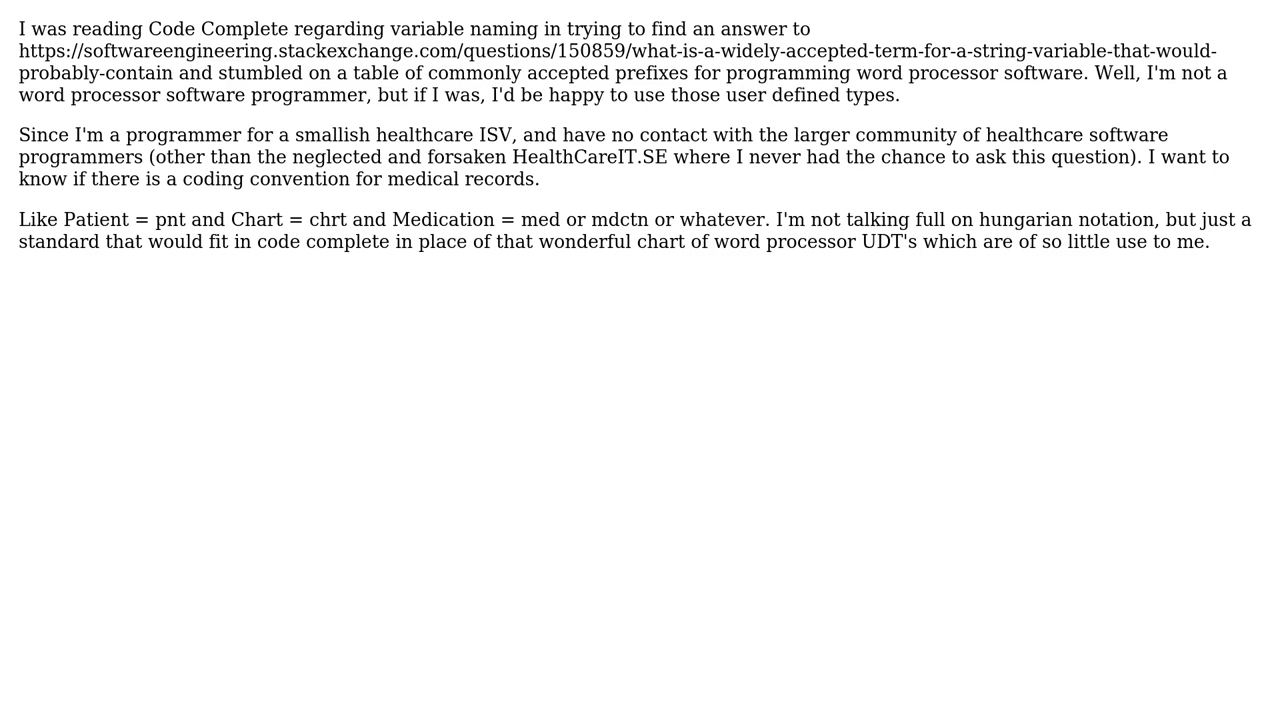 I was reading Code Complete regarding variable naming in trying to find an answer to
https://softwareengineering.stackexchange.com/questions/150859/what-is-a-widely-accepted-term-for-a-string-variable-that-would-
probably-contain and stumbled on a table of commonly accepted prefixes for programming word processor software. Well, I'm not a
word processor software programmer, but if I was, I'd be happy to use those user defined types.
Since I'm a programmer for a smallish healthcare ISV, and have no contact with the larger community of healthcare software
programmers (other than the neglected and forsaken HealthCareIT.SE where I never had the chance to ask this question). I want to
know if there is a coding convention for medical records.
Like Patient = pnt and Chart = chrt and Medication = med or mdctn or whatever. I'm not talking full on hungarian notation, but just a
standard that would fit in code complete in place of that wonderful chart of word processor UDT's which are of so little use to me.